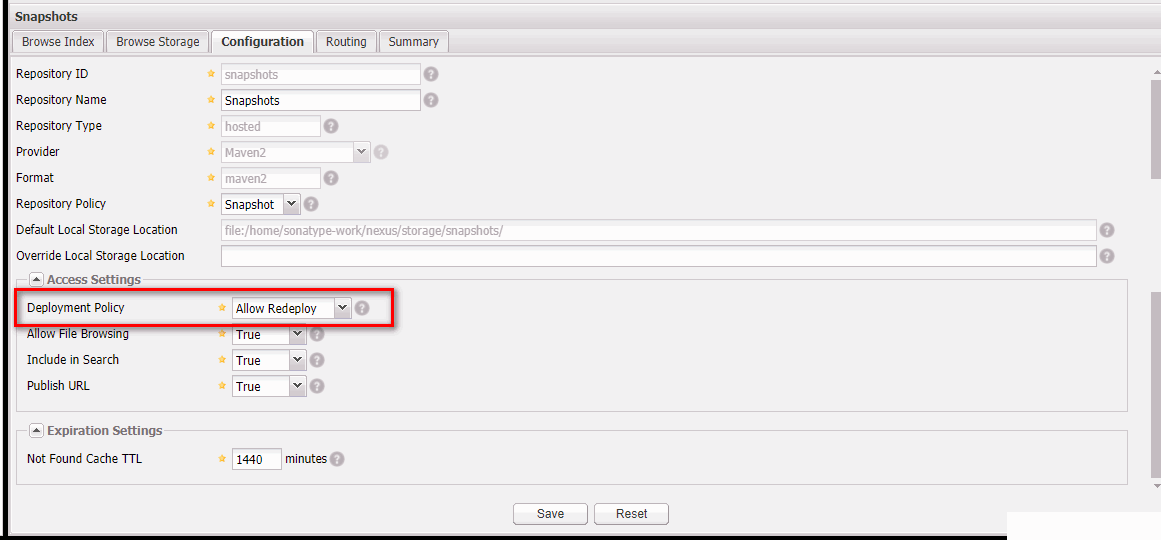 Snapshots
Browse Index Browse Storage Configuration Routing Summary
Repository ID snapshots
Repository Name Snapshots
Repository Type hosted
Provider Maven2
Format maven2
Repository Policy Snapshot
Default Local Storage Location file:/home/sonatype-work/nexus/storage/snapshots/
Override Local Storage Location
Access Settings
Deployment Policy Allow Redeploy
Allow File Browsing True
Include in Search True
Publish URL True
Expiration Settings
Not Found Cache TTL 1440 minutes
Save Reset